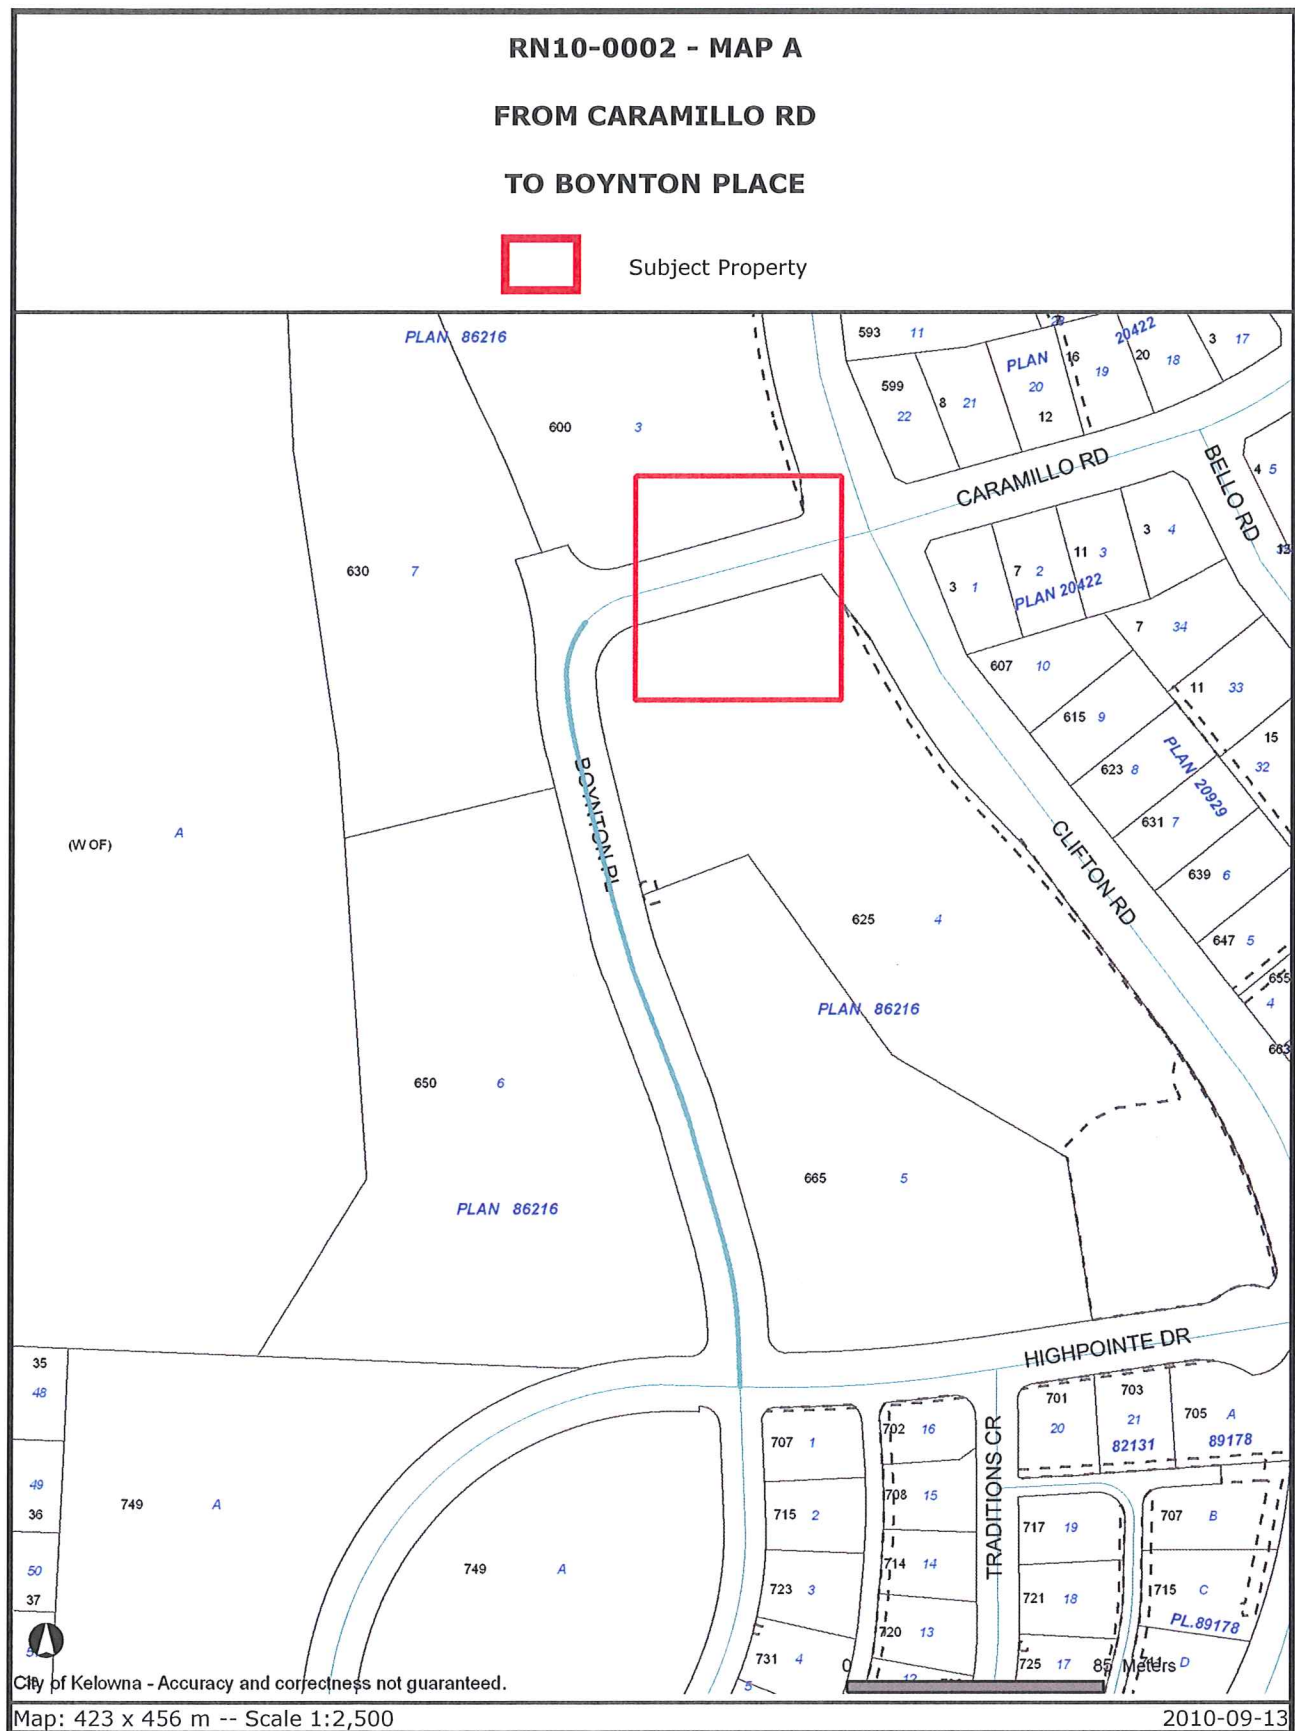 RN10-0002 - MAP A
FROM CARAMILLO RD
TO BOYNTON PLACE
Subject Property
PLAN 86216
593 11
20422
3 17
PLAN
16
19
20 18
599
22
8 21
20
12
600 3
CARAMILLO RD
BELLO RD
4 5
630 7
3 1
7 2
11 3
3 4
PLAN 20422
7 34
607 10
11 33
615 9
15
32
623 8
PLAN 20929
631 7
BOYNTON PL
(W OF) A
CLIFTON RD
639 6
625 4
647 5
655
4
663
PLAN 86216
650 6
665 5
PLAN 86216
HIGHPOINTE DR
35
48
701
20
703
21
705 A
82131
89178
707 1
702 16
TRADITIONS CR
49
36
749 A
715 2
708 15
717 19
707 B
50
37
749 A
723 3
714 14
721 18
715 C
PL.89178
720 13
731 4
5
12
725 17
D
0 85 Meters
City of Kelowna - Accuracy and correctness not guaranteed.
Map: 423 x 456 m -- Scale 1:2,500
2010-09-13